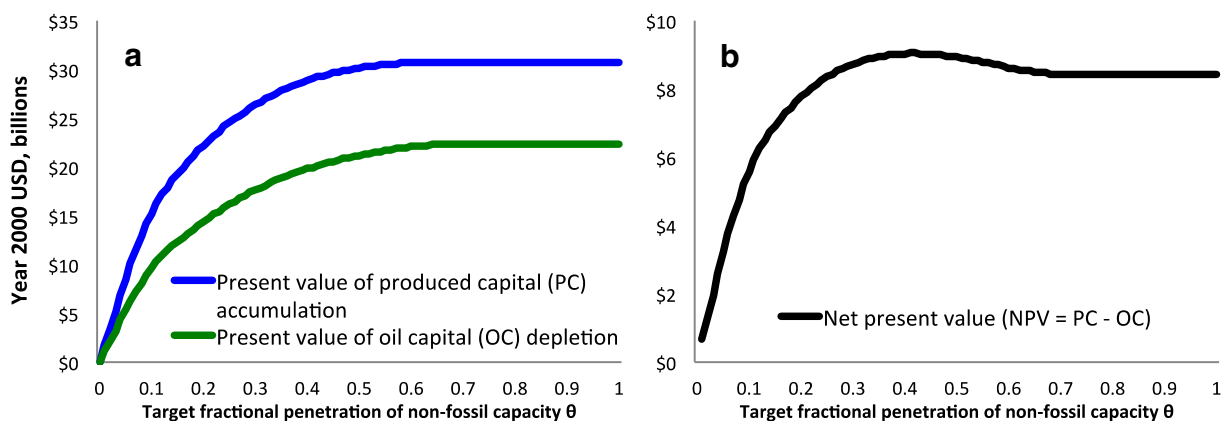 Year 2000 USD, billions
$35
$30
$25
$20
$15
$10
$5
$0
a
Present value of produced capital (PC)
accumulation
Present value of oil capital (OC) depletion
0 0.1 0.2 0.3 0.4 0.5 0.6 0.7 0.8 0.9 1
Target fractional penetration of non-fossil capacity θ
$10
$8
$6
$4
$2
$0
b
Net present value (NPV = PC - OC)
0 0.1 0.2 0.3 0.4 0.5 0.6 0.7 0.8 0.9 1
Target fractional penetration of non-fossil capacity θ